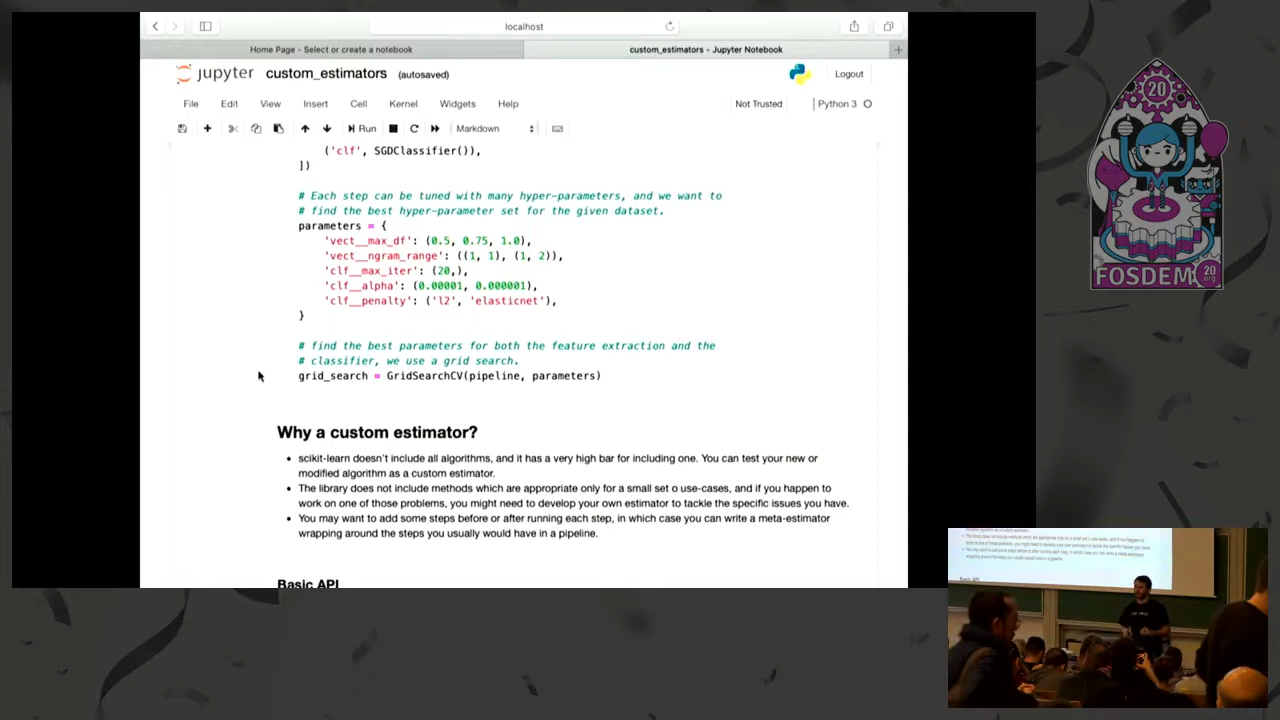 localhost
Home Page - Select or create a notebook
custom_estimators - Jupyter Notebook
jupyter custom_estimators (autosaved)
Logout
File Edit View Insert Cell Kernel Widgets Help
Not Trusted
Python 3
Run
Markdown
('clf', SGDClassifier()),
])
# Each step can be tuned with many hyper-parameters, and we want to
# find the best hyper-parameter set for the given dataset.
parameters = {
'vect__max_df': (0.5, 0.75, 1.0),
'vect__ngram_range': ((1, 1), (1, 2)),
'clf__max_iter': (20,),
'clf__alpha': (0.00001, 0.000001),
'clf__penalty': ('l2', 'elasticnet'),
}
# find the best parameters for both the feature extraction and the
# classifier, we use a grid search.
grid_search = GridSearchCV(pipeline, parameters)
Why a custom estimator?
• scikit-learn doesn't include all algorithms, and it has a very high bar for including one. You can test your new or
modified algorithm as a custom estimator.
• The library does not include methods which are appropriate only for a small set o use-cases, and if you happen to
work on one of those problems, you might need to develop your own estimator to tackle the specific issues you have.
• You may want to add some steps before or after running each step, in which case you can write a meta-estimator
wrapping around the steps you usually would have in a pipeline.
Basic API
20
FOSDEM
20
.org